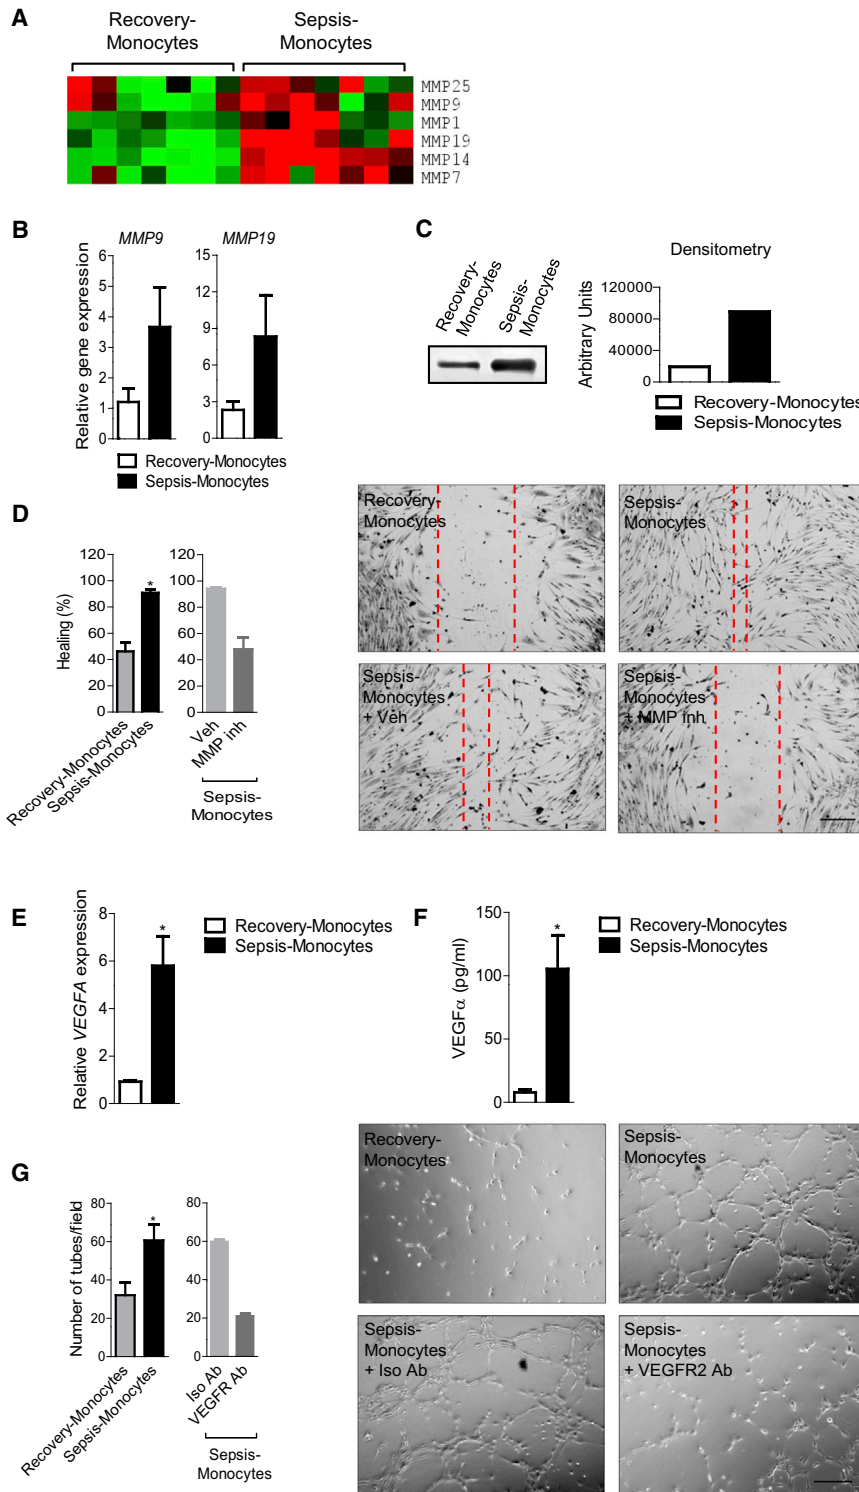 A
Recovery-
Monocytes
Sepsis-
Monocytes
MMP25
MMP9
MMP1
MMP19
MMP14
MMP7
B
MMP9
MMP19
Relative gene expression
6
5
4
3
2
1
0
15
12
9
6
3
0
Recovery-Monocytes
Sepsis-Monocytes
C
Recovery-
Monocytes
Sepsis-
Monocytes
Densitometry
Arbitrary Units
120000
80000
40000
0
Recovery-Monocytes
Sepsis-Monocytes
D
Healing (%)
120
100
80
60
40
20
0
*
Recovery-Monocytes
Sepsis-Monocytes
120
100
80
60
40
20
0
Veh
MMP inh
Sepsis-
Monocytes
Recovery-
Monocytes
Sepsis-
Monocytes
Sepsis-
Monocytes
+ Veh
Sepsis-
Monocytes
+ MMP inh
E
Relative VEGFA expression
8
6
4
2
0
*
Recovery-Monocytes
Sepsis-Monocytes
F
VEGFα (pg/ml)
150
100
50
0
*
Recovery-Monocytes
Sepsis-Monocytes
G
Number of tubes/field
80
60
40
20
0
*
Recovery-Monocytes
Sepsis-Monocytes
80
60
40
20
0
Iso Ab
VEGFR Ab
Sepsis-
Monocytes
Recovery-
Monocytes
Sepsis-
Monocytes
Sepsis-
Monocytes
+ Iso Ab
Sepsis-
Monocytes
+ VEGFR2 Ab